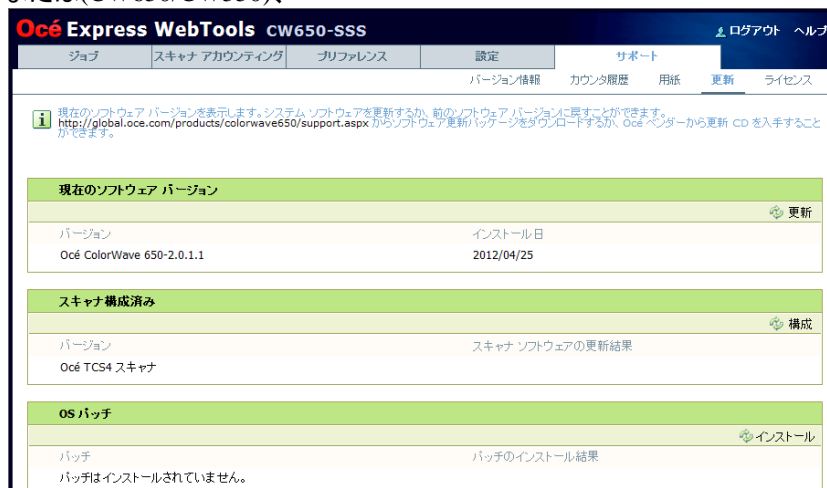 Océ Express WebTools CW650-SSS
ログアウト ヘルプ
ジョブ スキャナ アカウンティング プリファレンス 設定 サポート
バージョン情報 カウンタ履歴 用紙 更新 ライセンス
現在のソフトウェア バージョンを表示します。システム ソフトウェアを更新するか、前のソフトウェア バージョンに戻すことができます。
http://global.oce.com/products/colorwave650/support.aspx からソフトウェア更新パッケージをダウンロードするか、Océ ベンダーから更新 CD を入手すること
ができます。
現在のソフトウェア バージョン
更新
バージョン インストール日
Océ ColorWave 650-2.0.1.1 2012/04/25
スキャナ構成済み
構成
バージョン スキャナ ソフトウェアの更新結果
Océ TCS4 スキャナ
OS パッチ
インストール
パッチ パッチのインストール結果
パッチはインストールされていません。